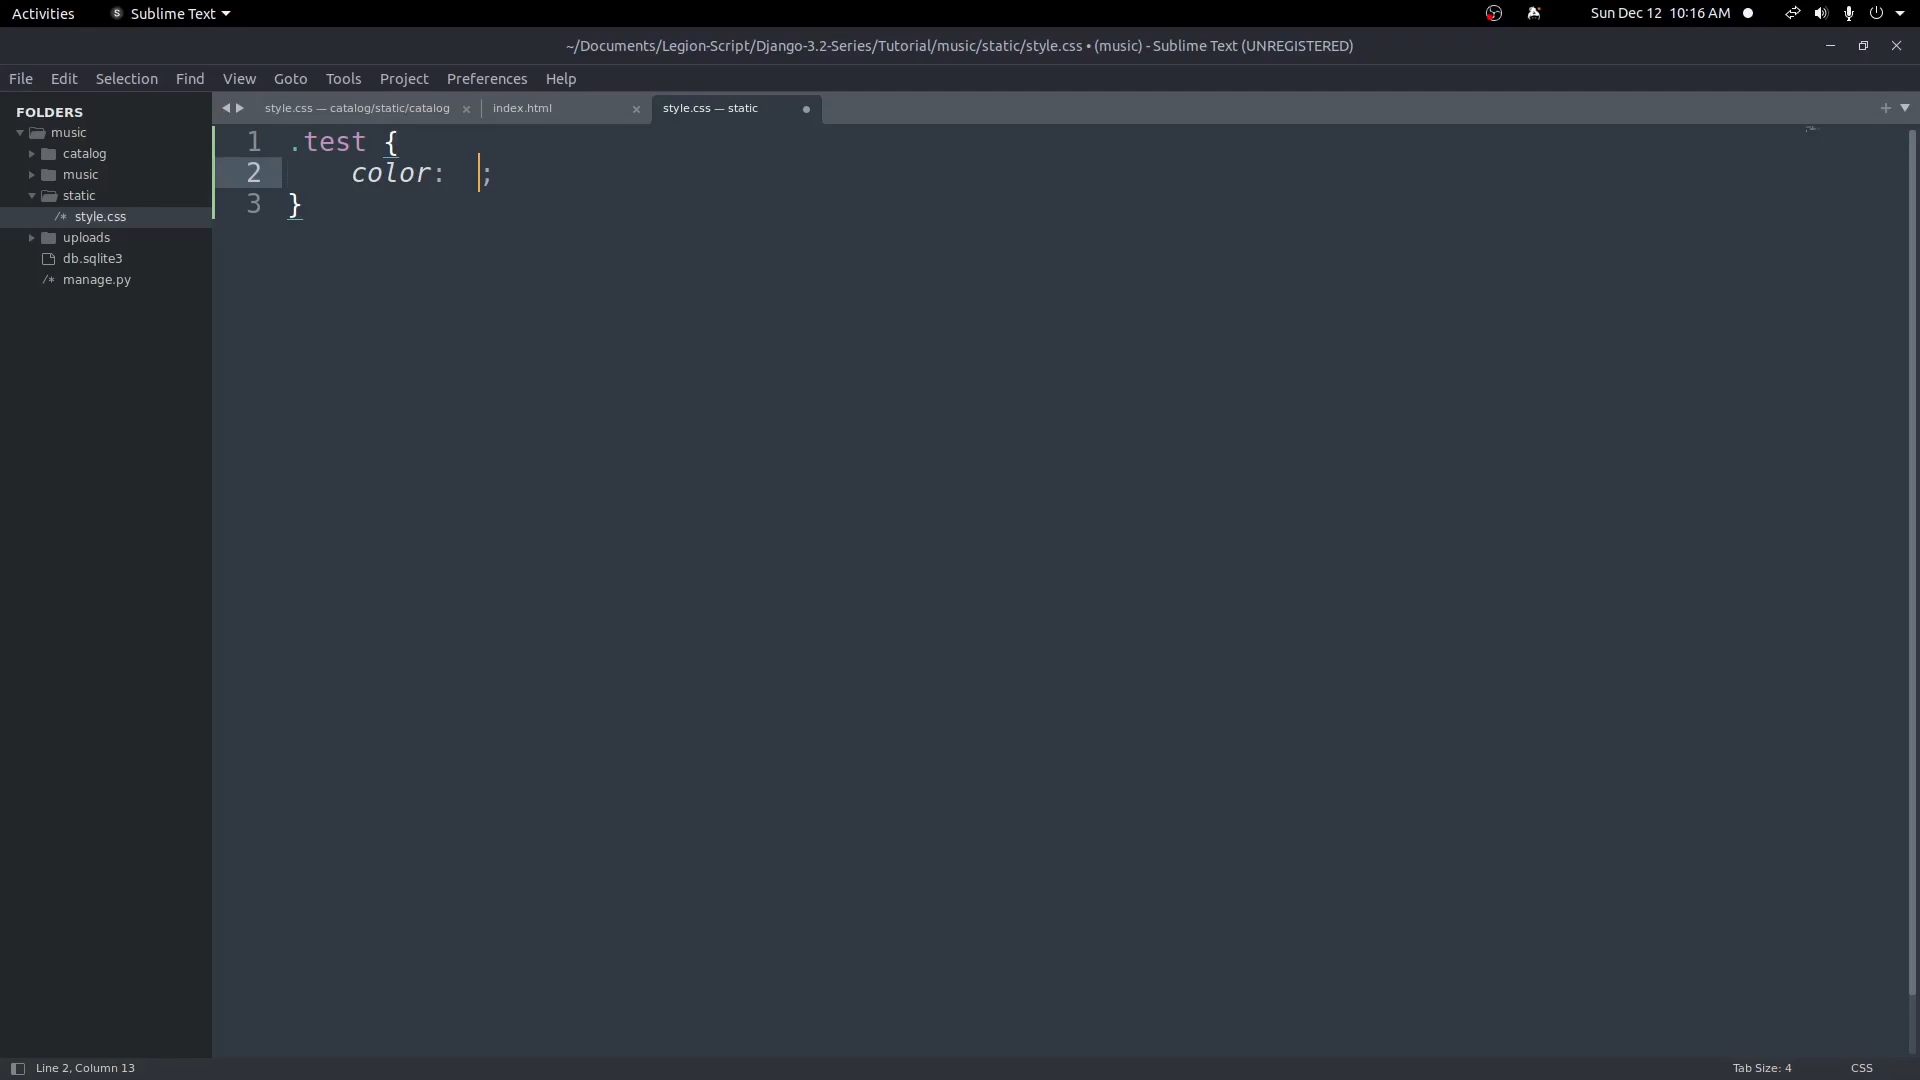 Activities
Sublime Text
Sun Dec 12 10:16 AM
~/Documents/Legion-Script/Django-3.2-Series/Tutorial/music/static/style.css • (music) - Sublime Text (UNREGISTERED)
File Edit Selection Find View Goto Tools Project Preferences Help
FOLDERS
music
catalog
music
static
/* style.css
uploads
db.sqlite3
/* manage.py
style.css — catalog/static/catalog
index.html
style.css — static
1 .test {
2 color: ;
3 }
Line 2, Column 13
Tab Size: 4
CSS